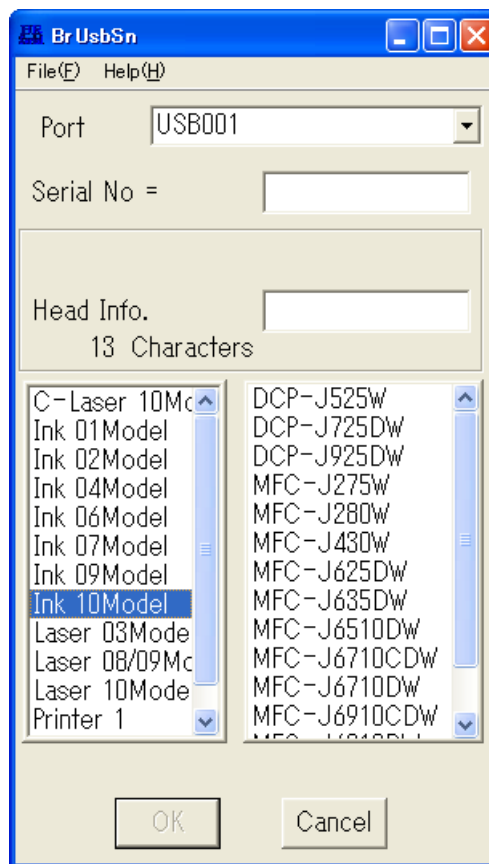 BrUsbSn
File(F) Help(H)
Port USB001
Serial No =
Head Info.
13 Characters
C-Laser 10Mo
Ink 01Model
Ink 02Model
Ink 04Model
Ink 06Model
Ink 07Model
Ink 09Model
Ink 10Model
Laser 03Mode
Laser 08/09Mo
Laser 10Mode
Printer 1
DCP-J525W
DCP-J725DW
DCP-J925DW
MFC-J275W
MFC-J280W
MFC-J430W
MFC-J625DW
MFC-J635DW
MFC-J6510DW
MFC-J6710CDW
MFC-J6710DW
MFC-J6910CDW
OK Cancel